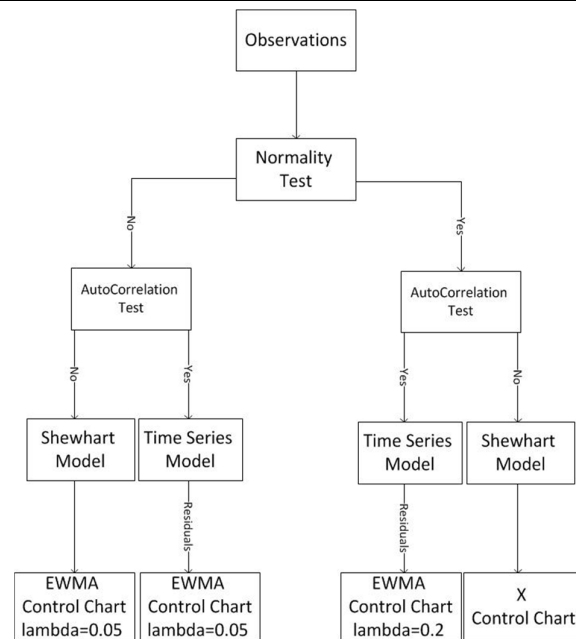 Observations
Normality
Test
No
Yes
AutoCorrelation
Test
AutoCorrelation
Test
No
Yes
Yes
No
Shewhart
Model
Time Series
Model
Time Series
Model
Shewhart
Model
Residuals
Residuals
EWMA
Control Chart
lambda=0.05
EWMA
Control Chart
lambda=0.05
EWMA
Control Chart
lambda=0.2
X
Control Chart